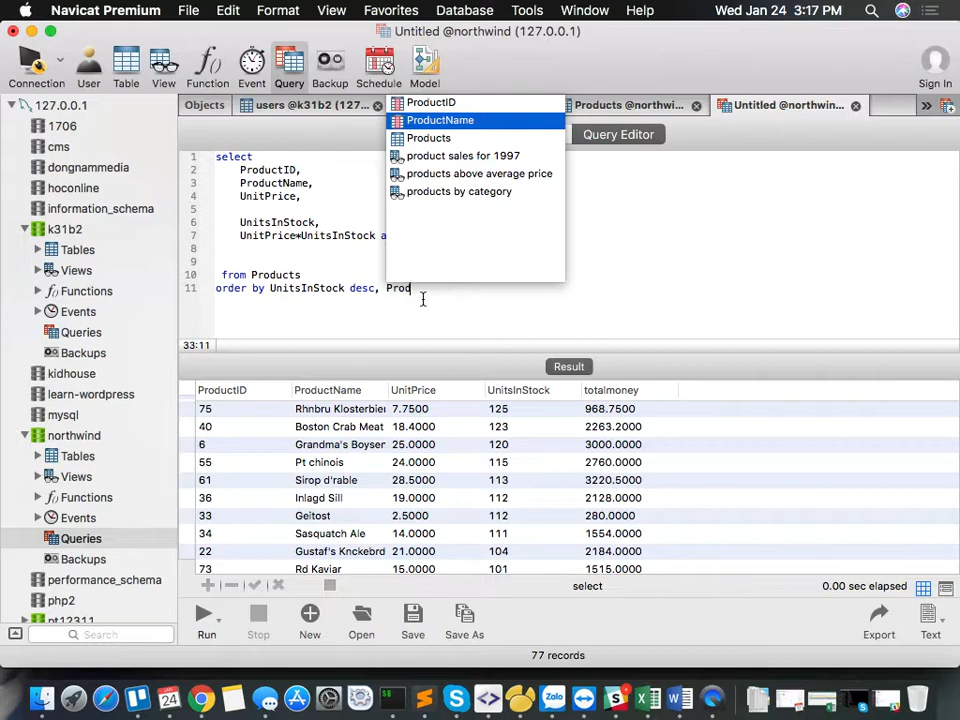 Navicat Premium File Edit Format View Favorites Database Tools Window Help Wed Jan 24 3:17 PM
Untitled @northwind (127.0.0.1)
Connection User Table View Function Event Query Backup Schedule Model Sign In
127.0.0.1
1706
cms
dongnammedia
hoconline
information_schema
k31b2
Tables
Views
Functions
Events
Queries
Backups
kidhouse
learn-wordpress
mysql
northwind
Tables
Views
Functions
Events
Queries
Backups
performance_schema
php2
pt12311
Search
Objects users @k31b2 (127... Products @northwi... Untitled @northwin...
Query Editor
ProductID
ProductName
Products
product sales for 1997
products above average price
products by category
1 select
2 ProductID,
3 ProductName,
4 UnitPrice,
5
6 UnitsInStock,
7 UnitPrice*UnitsInStock a
8
9
10 from Products
11 order by UnitsInStock desc, Prod
33:11
Result
ProductID ProductName UnitPrice UnitsInStock totalmoney
75 Rhnbru Klosterbier 7.7500 125 968.7500
40 Boston Crab Meat 18.4000 123 2263.2000
6 Grandma's Boysen 25.0000 120 3000.0000
55 Pt chinois 24.0000 115 2760.0000
61 Sirop d'rable 28.5000 113 3220.5000
36 Inlagd Sill 19.0000 112 2128.0000
33 Geitost 2.5000 112 280.0000
34 Sasquatch Ale 14.0000 111 1554.0000
22 Gustaf's Knckebrd 21.0000 104 2184.0000
73 Rd Kaviar 15.0000 101 1515.0000
select 0.00 sec elapsed
Run Stop New Open Save Save As Export Text
77 records
JAN
24
Zalo